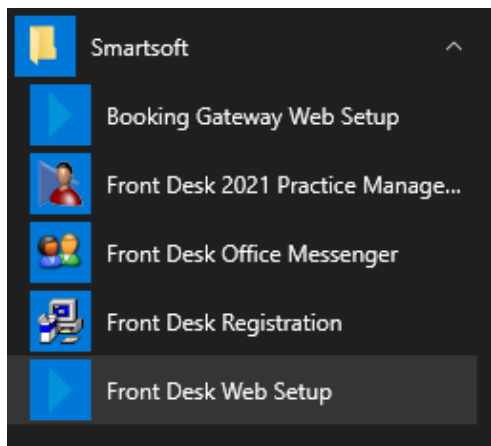 Smartsoft
Booking Gateway Web Setup
Front Desk 2021 Practice Manage...
Front Desk Office Messenger
Front Desk Registration
Front Desk Web Setup